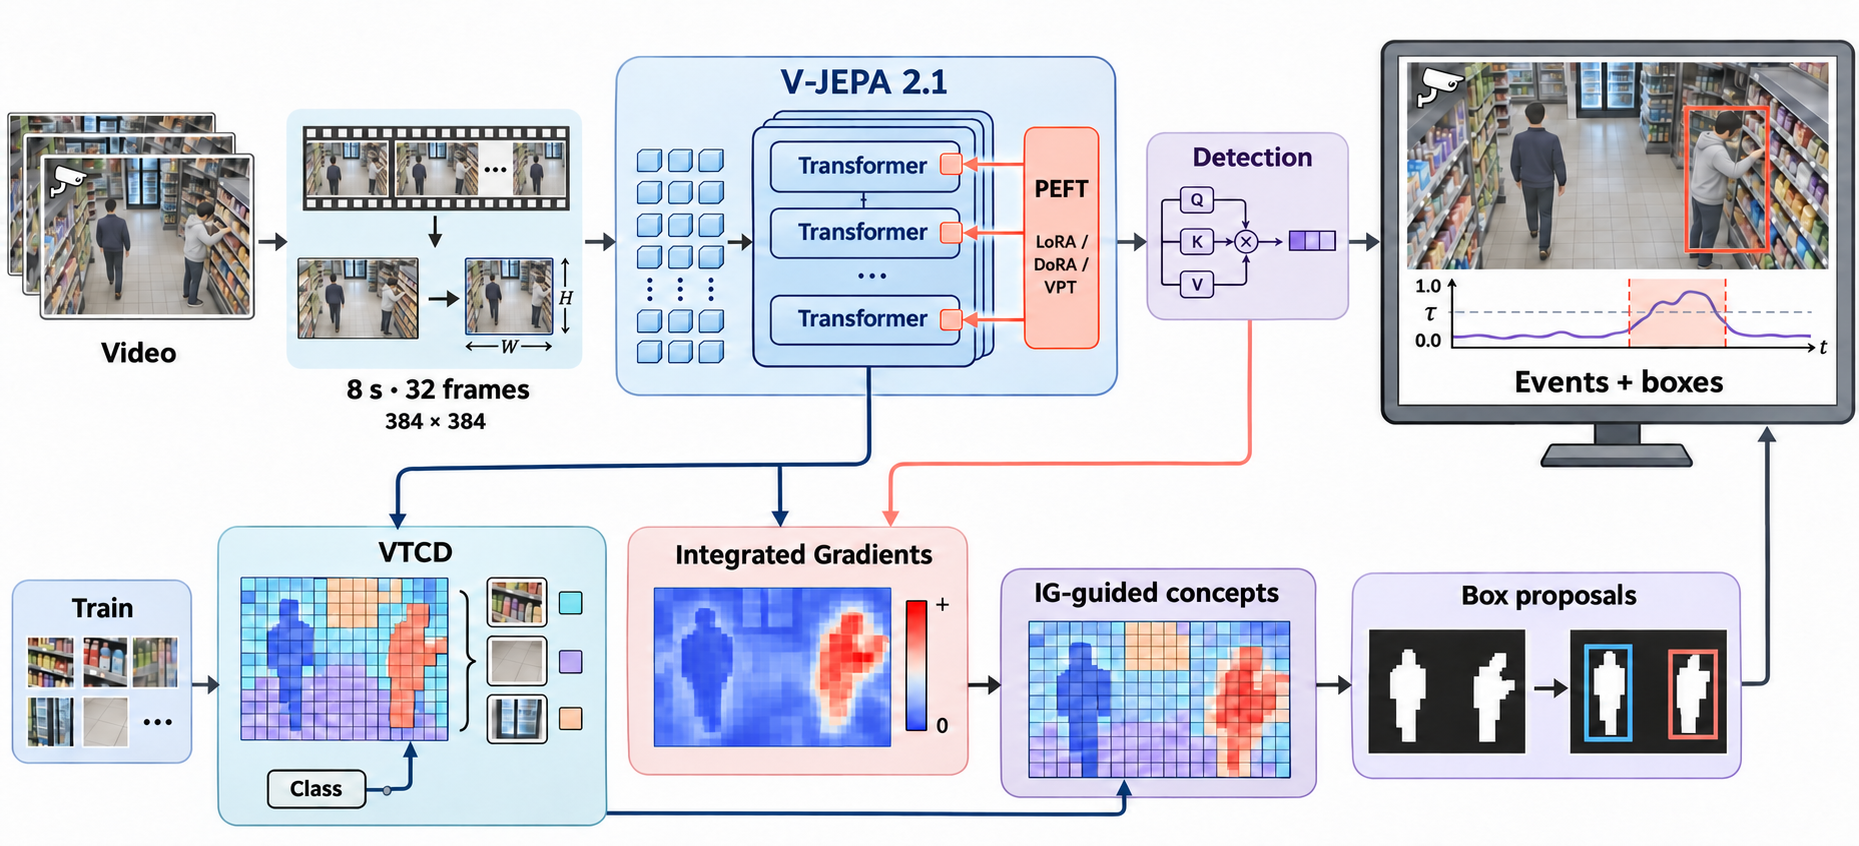 Video
8 s · 32 frames
384 × 384
H
W
V-JEPA 2.1
Transformer
Transformer
...
Transformer
PEFT
LoRA /
DoRA /
VPT
Detection
Q
K
V
1.0
τ
0.0
t
Events + boxes
Train
...
VTCD
Class
Integrated Gradients
+
0
IG-guided concepts
Box proposals